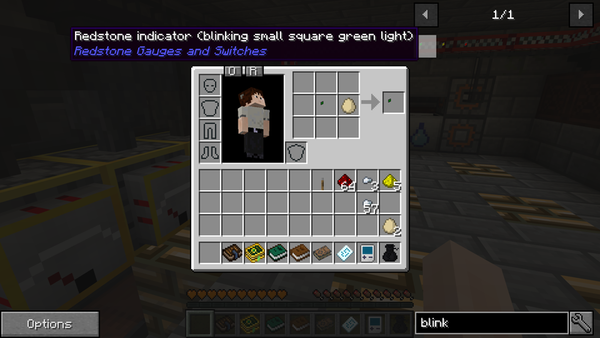 1/1
Redstone indicator (blinking small square green light)
Redstone Gauges and Switches
O R
64 3 5
57
2
Options
blink